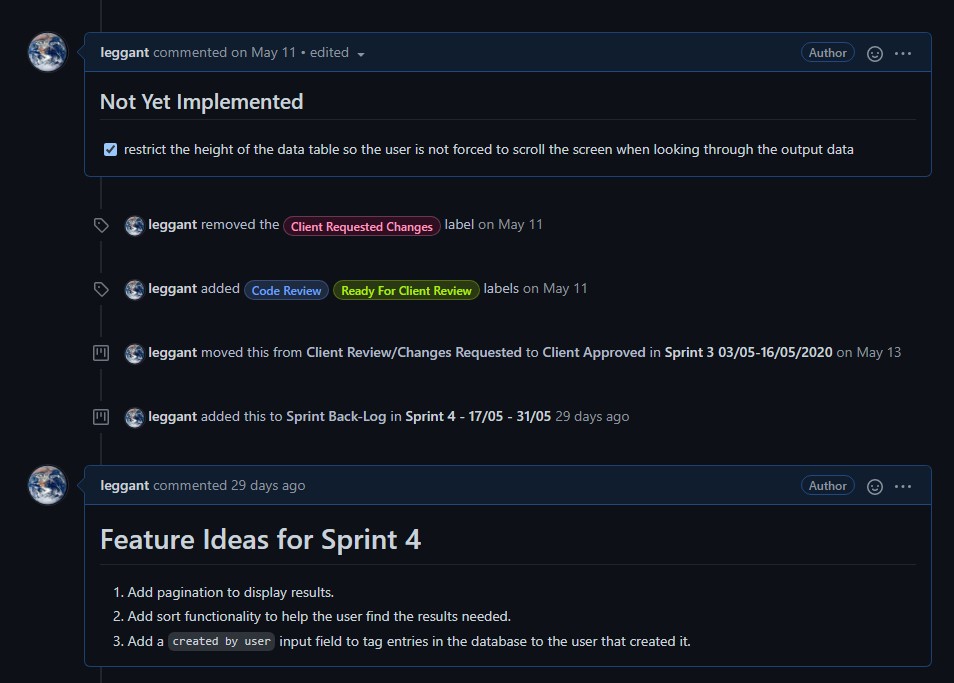 leggant commented on May 11 • edited
Author
Not Yet Implemented
restrict the height of the data table so the user is not forced to scroll the screen when looking through the output data
leggant removed the Client Requested Changes label on May 11
leggant added Code Review Ready For Client Review labels on May 11
leggant moved this from Client Review/Changes Requested to Client Approved in Sprint 3 03/05-16/05/2020 on May 13
leggant added this to Sprint Back-Log in Sprint 4 - 17/05 - 31/05 29 days ago
leggant commented 29 days ago
Author
Feature Ideas for Sprint 4
1. Add pagination to display results.
2. Add sort functionality to help the user find the results needed.
3. Add a created by user input field to tag entries in the database to the user that created it.